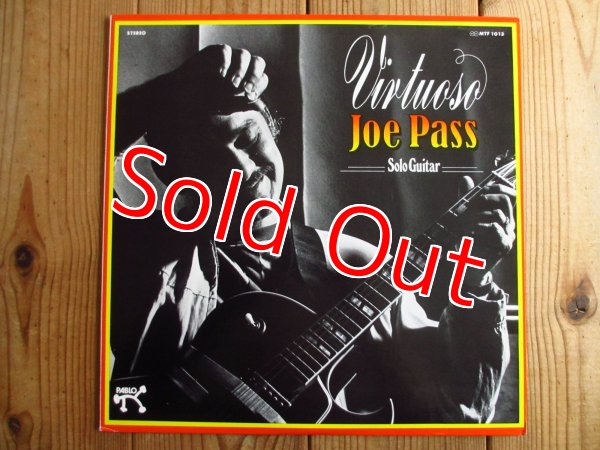 STEREO
MTF 1013
Virtuoso
Joe Pass
Solo Guitar
Sold Out
PABLO